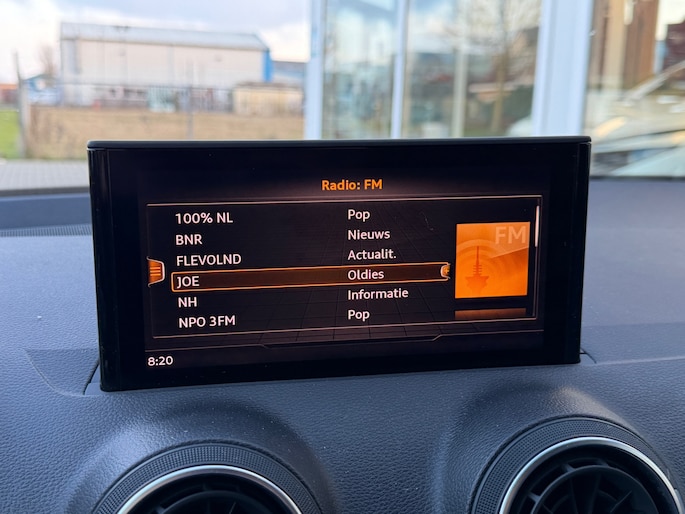 Radio: FM
100% NL Pop
BNR Nieuws
FLEVOLND Actualit.
JOE Oldies
NH Informatie
NPO 3FM Pop
FM
8:20